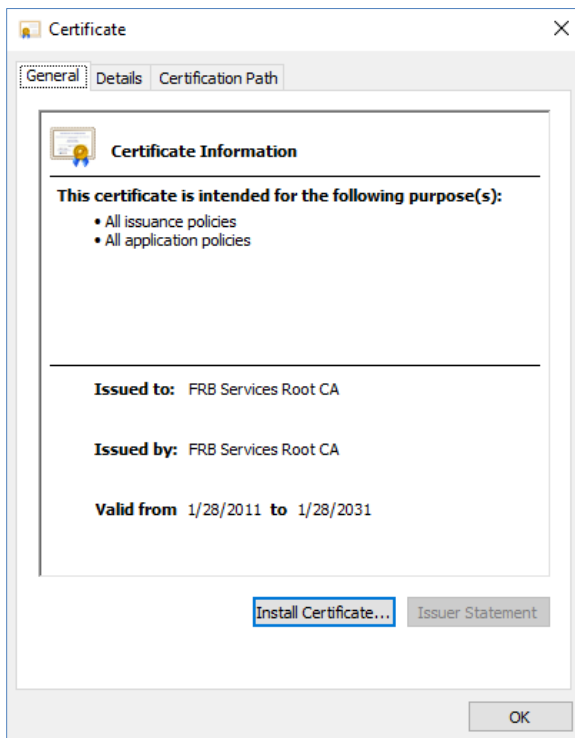 Certificate
General Details Certification Path
Certificate Information
This certificate is intended for the following purpose(s):
• All issuance policies
• All application policies
Issued to: FRB Services Root CA
Issued by: FRB Services Root CA
Valid from 1/28/2011 to 1/28/2031
Install Certificate... Issuer Statement
OK